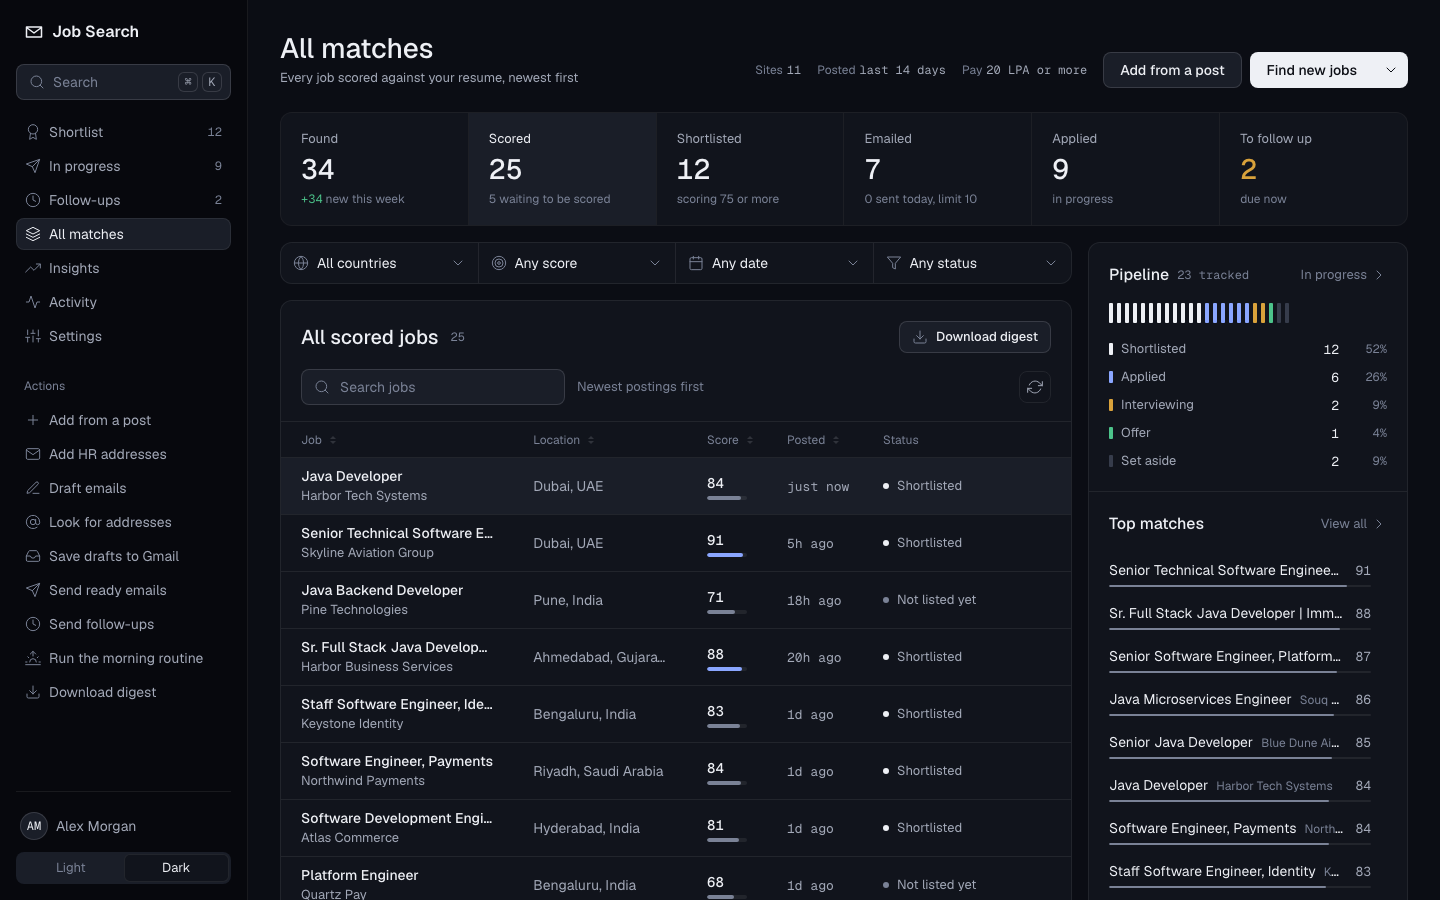 Job Search
Search
⌘ K
Shortlist 12
In progress 9
Follow-ups 2
All matches
Insights
Activity
Settings
Actions
Add from a post
Add HR addresses
Draft emails
Look for addresses
Save drafts to Gmail
Send ready emails
Send follow-ups
Run the morning routine
Download digest
AM Alex Morgan
Light Dark
All matches
Every job scored against your resume, newest first
Sites 11 Posted last 14 days Pay 20 LPA or more
Add from a post
Find new jobs
Found
34
+34 new this week
Scored
25
5 waiting to be scored
Shortlisted
12
scoring 75 or more
Emailed
7
0 sent today, limit 10
Applied
9
in progress
To follow up
2
due now
All countries Any score Any date Any status
All scored jobs 25
Download digest
Search jobs
Newest postings first
Job Location Score Posted Status
Java Developer
Harbor Tech Systems
Dubai, UAE 84 just now Shortlisted
Senior Technical Software E...
Skyline Aviation Group
Dubai, UAE 91 5h ago Shortlisted
Java Backend Developer
Pine Technologies
Pune, India 71 18h ago Not listed yet
Sr. Full Stack Java Develop...
Harbor Business Services
Ahmedabad, Gujara... 88 20h ago Shortlisted
Staff Software Engineer, Ide...
Keystone Identity
Bengaluru, India 83 1d ago Shortlisted
Software Engineer, Payments
Northwind Payments
Riyadh, Saudi Arabia 84 1d ago Shortlisted
Software Development Engi...
Atlas Commerce
Hyderabad, India 81 1d ago Shortlisted
Platform Engineer
Quartz Pay
Bengaluru, India 68 1d ago Not listed yet
Pipeline 23 tracked In progress
Shortlisted 12 52%
Applied 6 26%
Interviewing 2 9%
Offer 1 4%
Set aside 2 9%
Top matches View all
Senior Technical Software Enginee... 91
Sr. Full Stack Java Developer | Imm... 88
Senior Software Engineer, Platform... 87
Java Microservices Engineer Souq ... 86
Senior Java Developer Blue Dune Ai... 85
Java Developer Harbor Tech Systems 84
Software Engineer, Payments North... 84
Staff Software Engineer, Identity K... 83